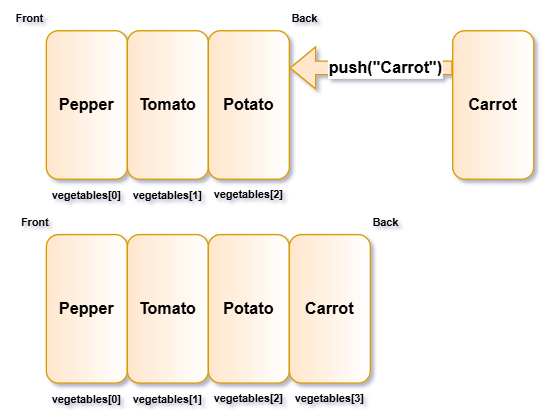 Front Back
push("Carrot")
Pepper Tomato Potato Carrot
vegetables[0] vegetables[1] vegetables[2]
Front Back
Pepper Tomato Potato Carrot
vegetables[0] vegetables[1] vegetables[2] vegetables[3]